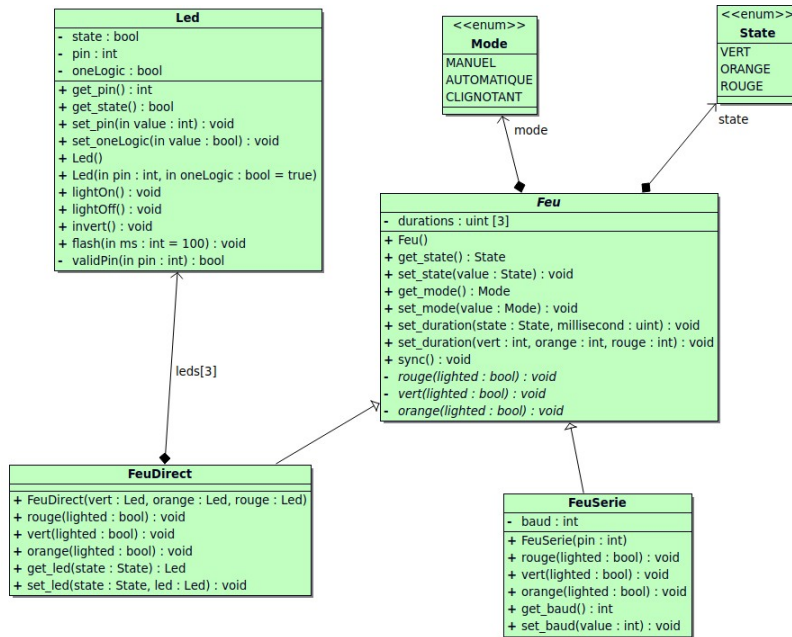 Led
- state : bool
- pin : int
- oneLogic : bool
+ get_pin() : int
+ get_state() : bool
+ set_pin(in value : int) : void
+ set_oneLogic(in value : bool) : void
+ Led()
+ Led(in pin : int, in oneLogic : bool = true)
+ lightOn() : void
+ lightOff() : void
+ invert() : void
+ flash(in ms : int = 100) : void
- validPin(in pin : int) : bool
<<enum>>
Mode
MANUEL
AUTOMATIQUE
CLIGNOTANT
<<enum>>
State
VERT
ORANGE
ROUGE
mode
state
Feu
- durations : uint [3]
+ Feu()
+ get_state() : State
+ set_state(value : State) : void
+ get_mode() : Mode
+ set_mode(value : Mode) : void
+ set_duration(state : State, millisecond : uint) : void
+ set_duration(vert : int, orange : int, rouge : int) : void
+ sync() : void
- rouge(lighted : bool) : void
- vert(lighted : bool) : void
- orange(lighted : bool) : void
leds[3]
FeuDirect
+ FeuDirect(vert : Led, orange : Led, rouge : Led)
+ rouge(lighted : bool) : void
+ vert(lighted : bool) : void
+ orange(lighted : bool) : void
+ get_led(state : State) : Led
+ set_led(state : State, led : Led) : void
FeuSerie
- baud : int
+ FeuSerie(pin : int)
+ rouge(lighted : bool) : void
+ vert(lighted : bool) : void
+ orange(lighted : bool) : void
+ get_baud() : int
+ set_baud(value : int) : void